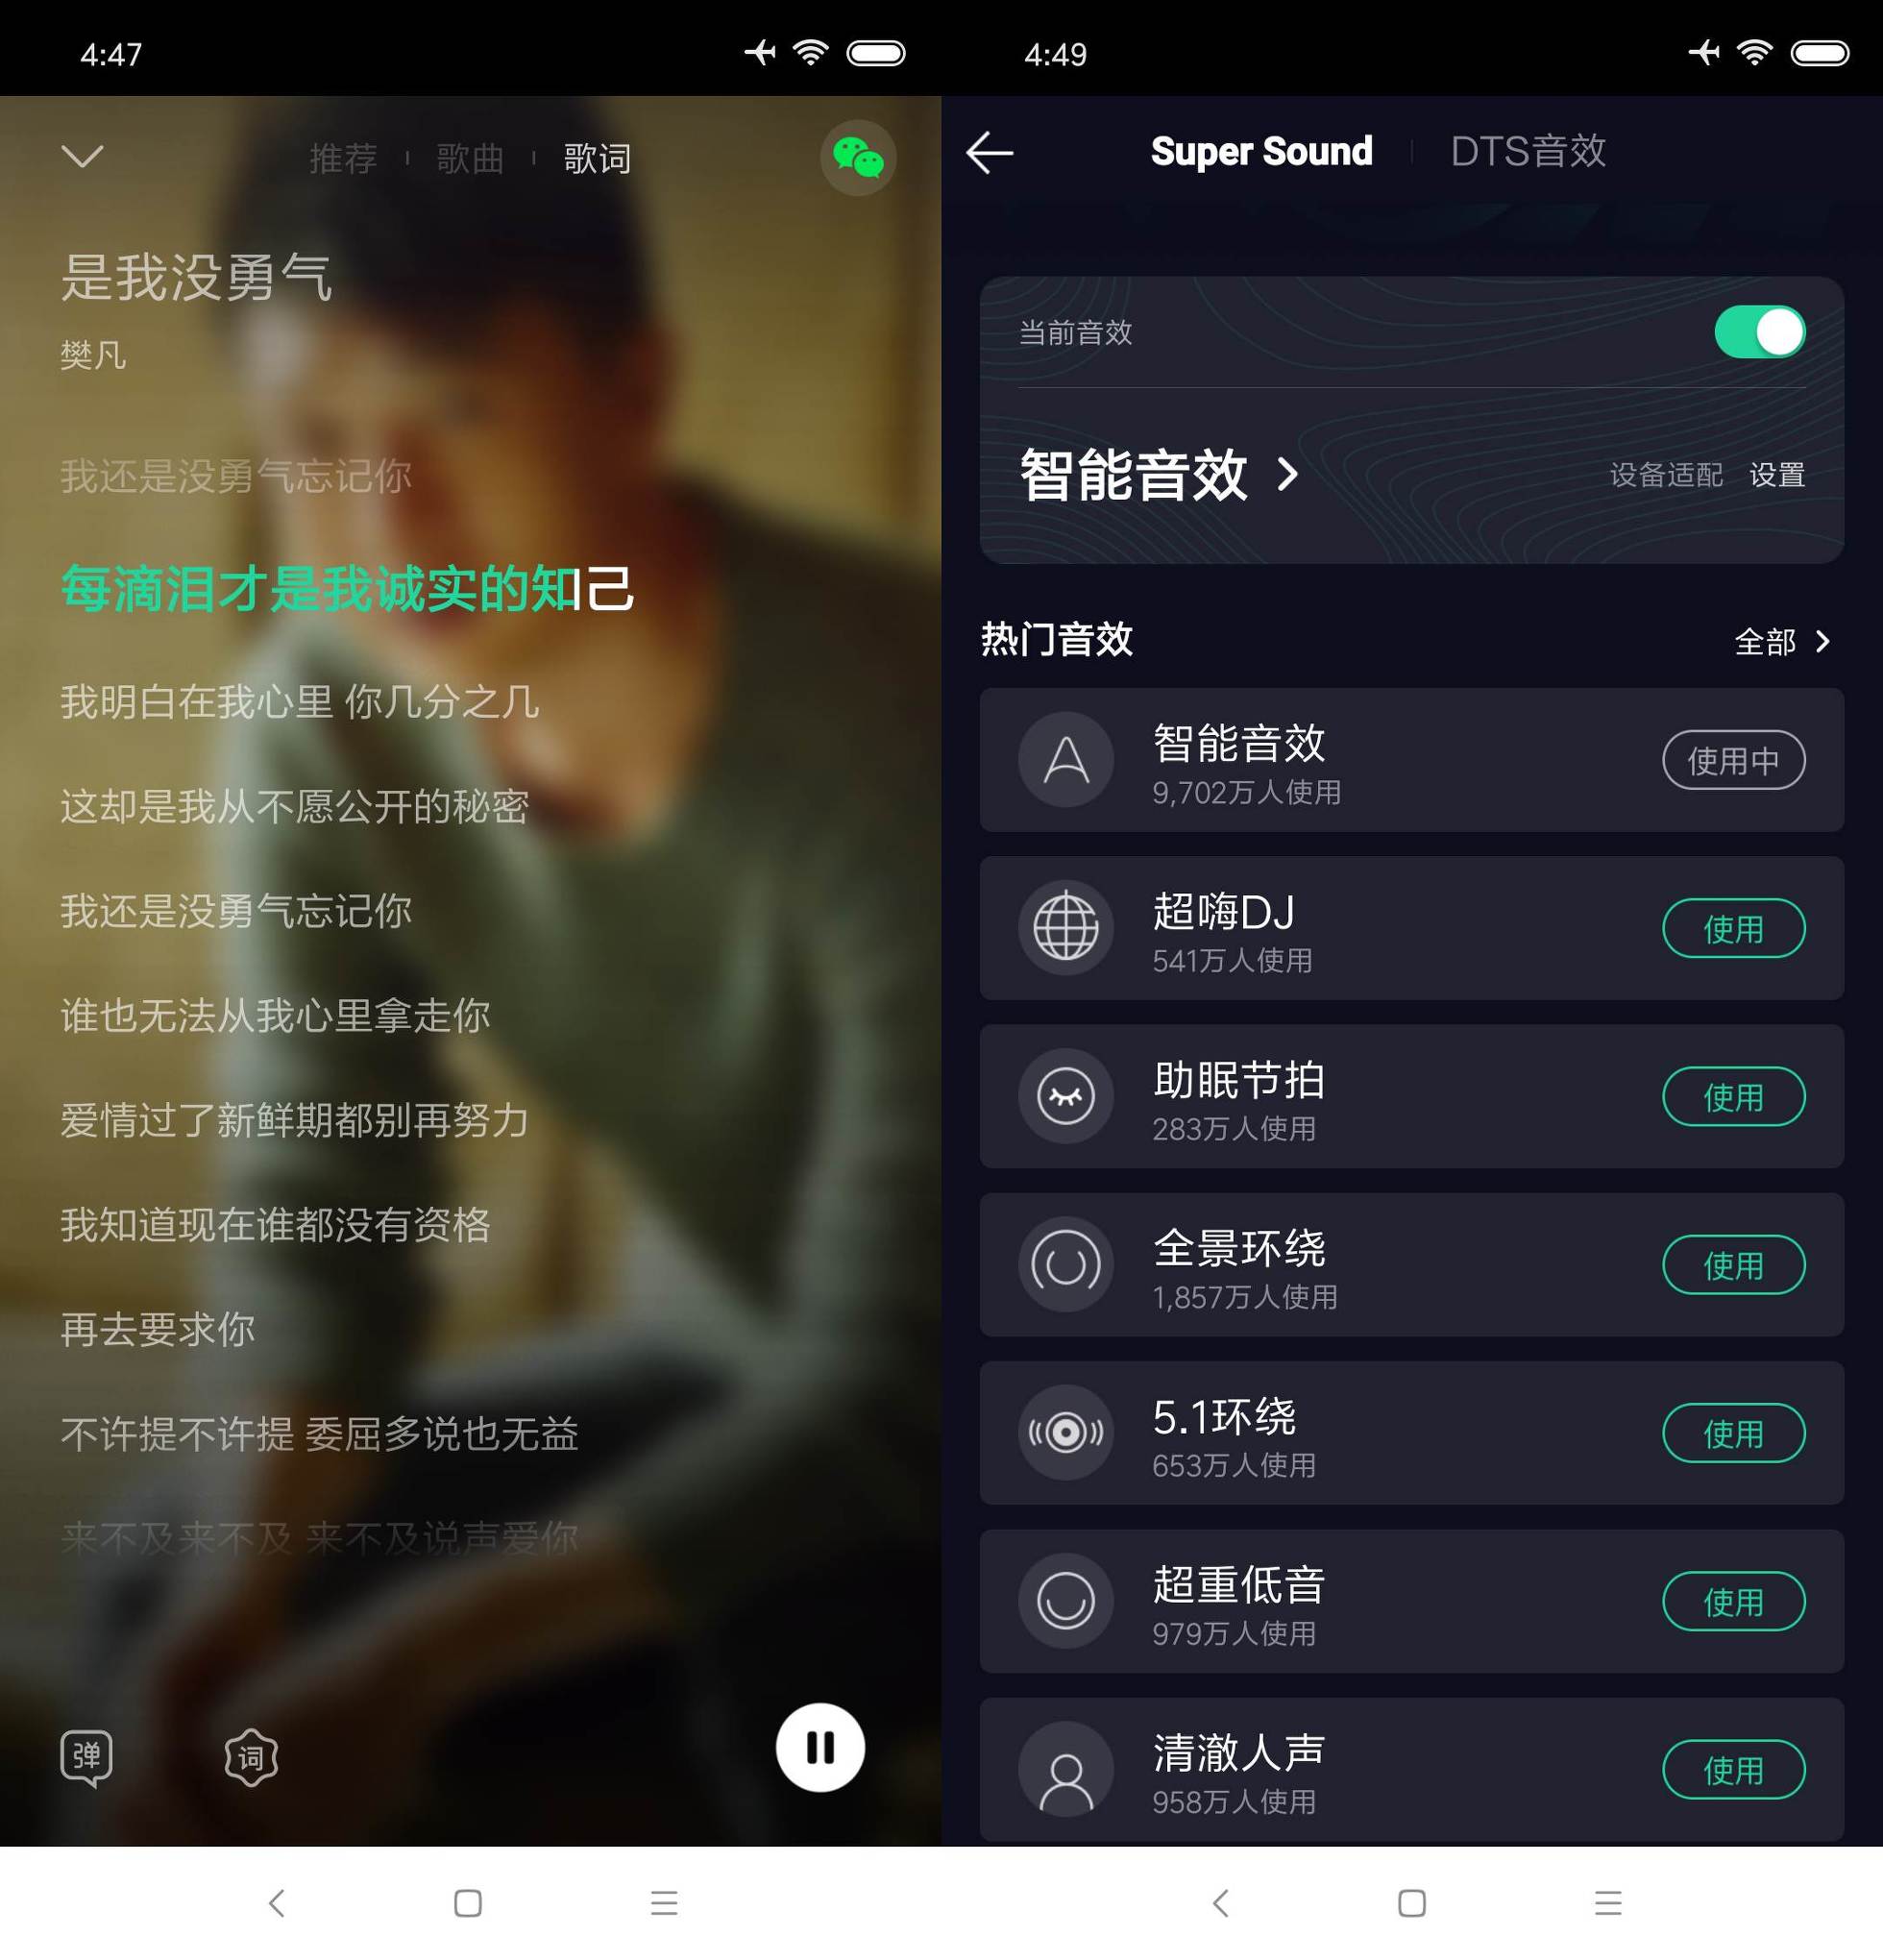 4:47
推荐 歌曲 歌词
是我没勇气
樊凡
我还是没勇气忘记你
每滴泪才是我诚实的知己
我明白在我心里 你几分之几
这却是我从不愿公开的秘密
我还是没勇气忘记你
谁也无法从我心里拿走你
爱情过了新鲜期都别再努力
我知道现在谁都没有资格
再去要求你
不许提不许提 委屈多说也无益
来不及来不及 来不及说声爱你
弹 词
4:49
Super Sound DTS音效
当前音效
智能音效 设备适配 设置
热门音效 全部
智能音效
9,702万人使用
使用中
超嗨DJ
541万人使用
使用
助眠节拍
283万人使用
使用
全景环绕
1,857万人使用
使用
5.1环绕
653万人使用
使用
超重低音
979万人使用
使用
清澈人声
958万人使用
使用